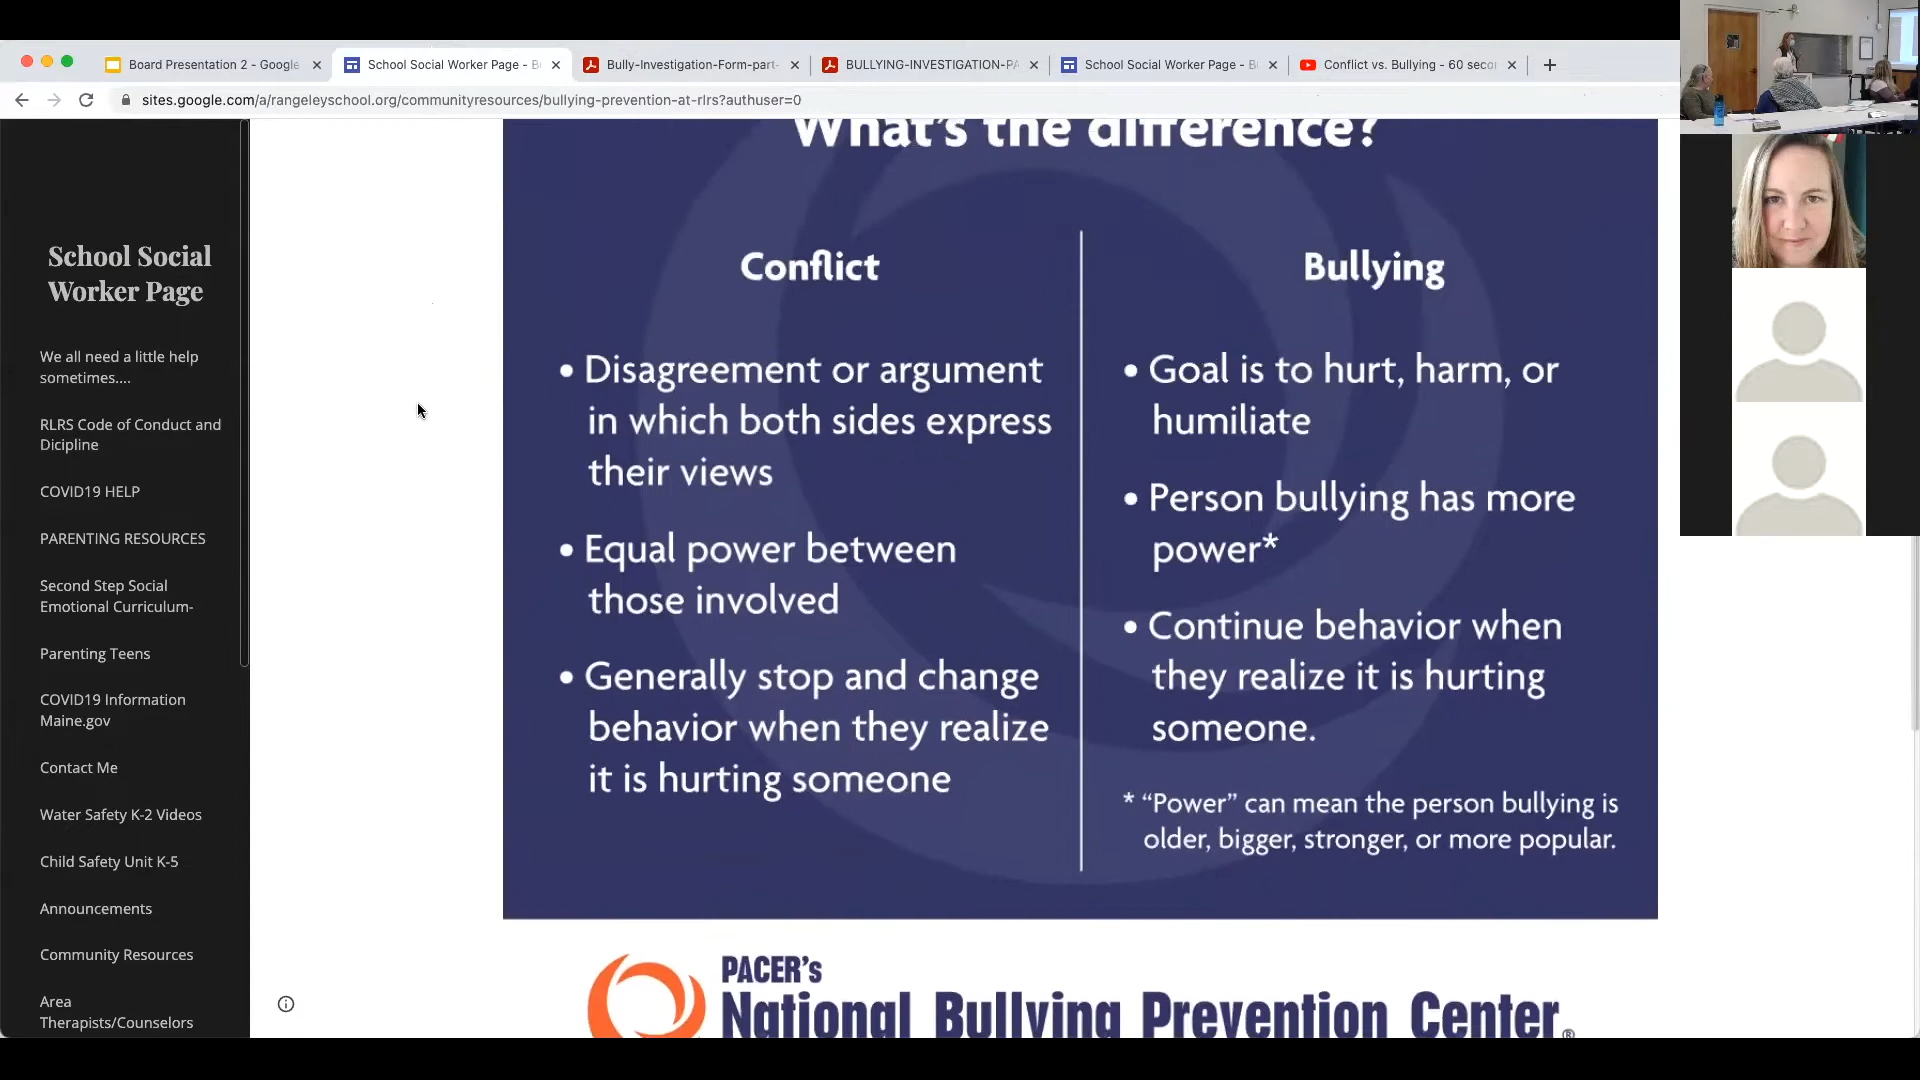 Board Presentation 2 - Google
School Social Worker Page - B
Bully-Investigation-Form-part-
BULLYING-INVESTIGATION-PA
School Social Worker Page - B
Conflict vs. Bullying - 60 secon
sites.google.com/a/rangeleyschool.org/communityresources/bullying-prevention-at-rlrs?authuser=0
School Social
Worker Page
We all need a little help
sometimes....
RLRS Code of Conduct and
Dicipline
COVID19 HELP
PARENTING RESOURCES
Second Step Social
Emotional Curriculum-
Parenting Teens
COVID19 Information
Maine.gov
Contact Me
Water Safety K-2 Videos
Child Safety Unit K-5
Announcements
Community Resources
Area
Therapists/Counselors
What's the difference?
Conflict
• Disagreement or argument
in which both sides express
their views
• Equal power between
those involved
• Generally stop and change
behavior when they realize
it is hurting someone
Bullying
• Goal is to hurt, harm, or
humiliate
• Person bullying has more
power*
• Continue behavior when
they realize it is hurting
someone.
* “Power” can mean the person bullying is
older, bigger, stronger, or more popular.
PACER's
National Bullying Prevention Center®